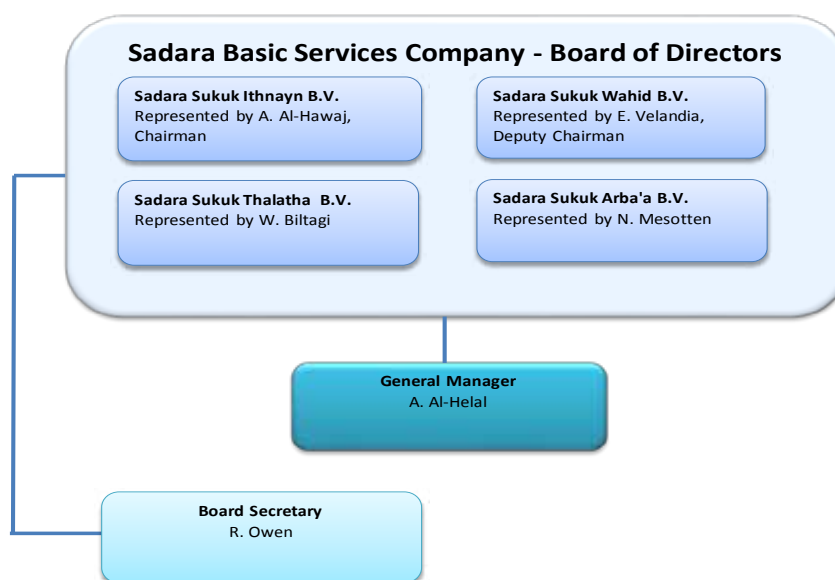 Sadara Basic Services Company - Board of Directors
Sadara Sukuk Ithnayn B.V.
Represented by A. Al-Hawaj,
Chairman
Sadara Sukuk Wahid B.V.
Represented by E. Velandia,
Deputy Chairman
Sadara Sukuk Thalatha B.V.
Represented by W. Biltagi
Sadara Sukuk Arba'a B.V.
Represented by N. Mesotten
General Manager
A. Al-Helal
Board Secretary
R. Owen